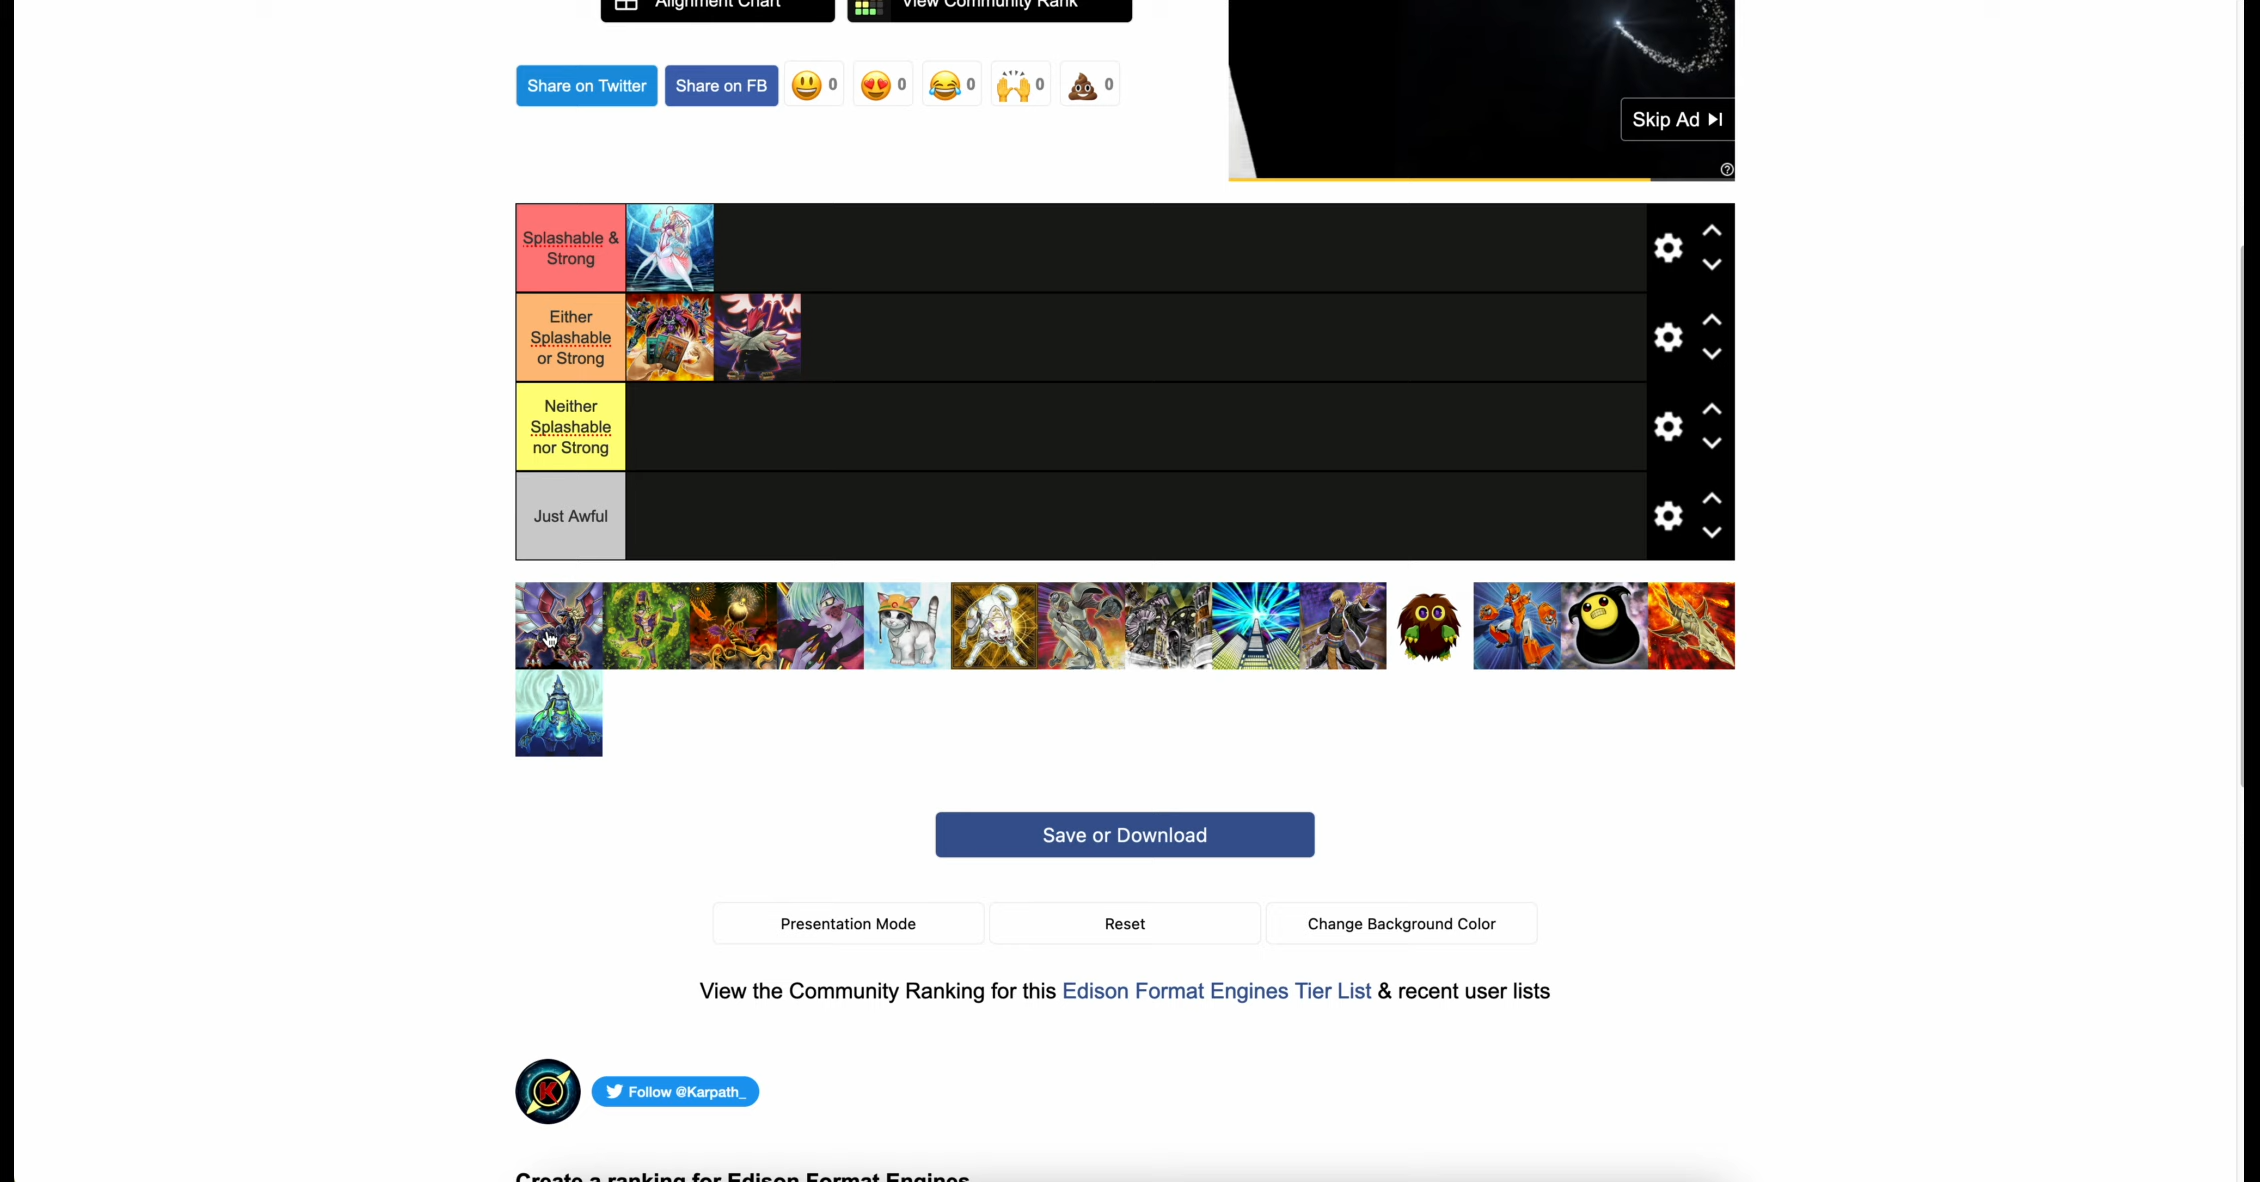 Alignment Chart
View Community Rank
Share on Twitter
Share on FB
0
0
0
0
0
Skip Ad
Splashable &
Strong
Either
Splashable
or Strong
Neither
Splashable
nor Strong
Just Awful
Save or Download
Presentation Mode
Reset
Change Background Color
View the Community Ranking for this Edison Format Engines Tier List & recent user lists
K
Follow @Karpath_
Create a ranking for Edison Format Engines